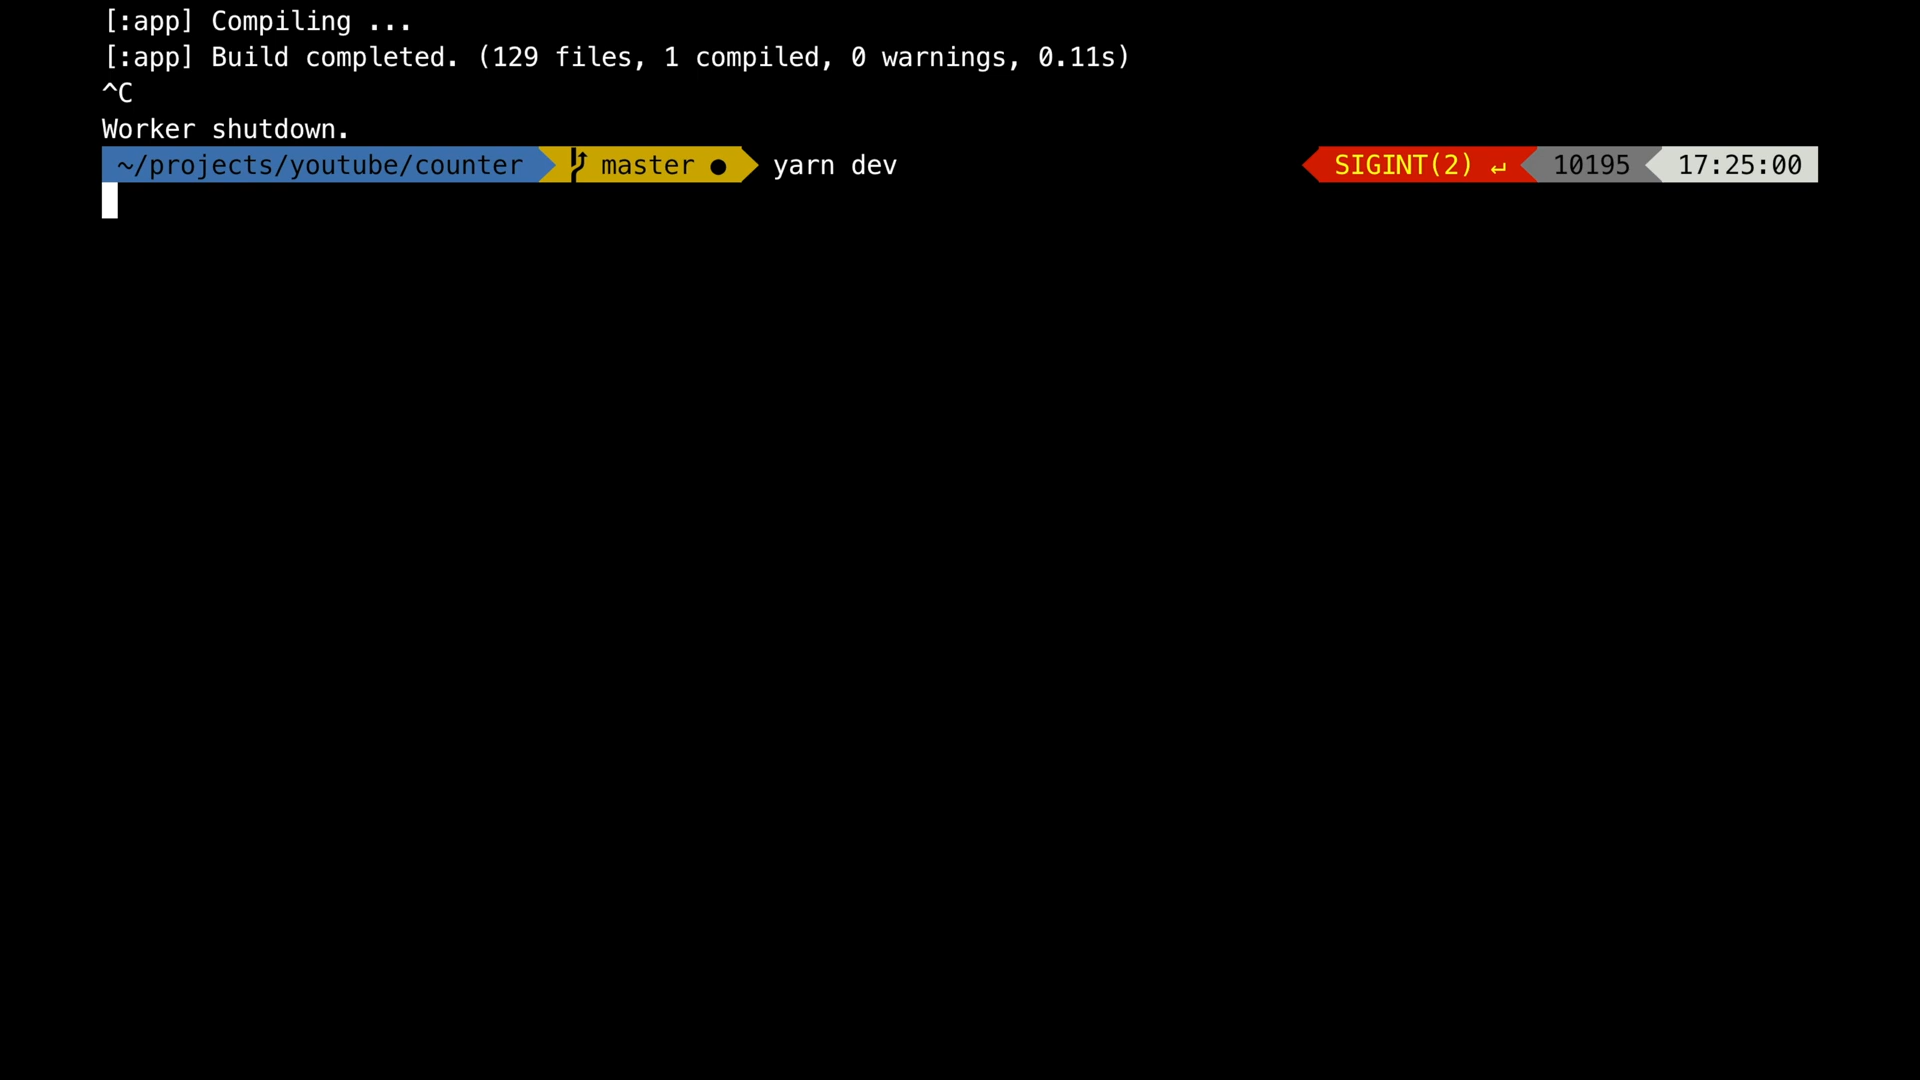 [:app] Compiling ...
[:app] Build completed. (129 files, 1 compiled, 0 warnings, 0.11s)
^C
Worker shutdown.
~/projects/youtube/counter master ● yarn dev SIGINT(2) ↵ 10195 17:25:00